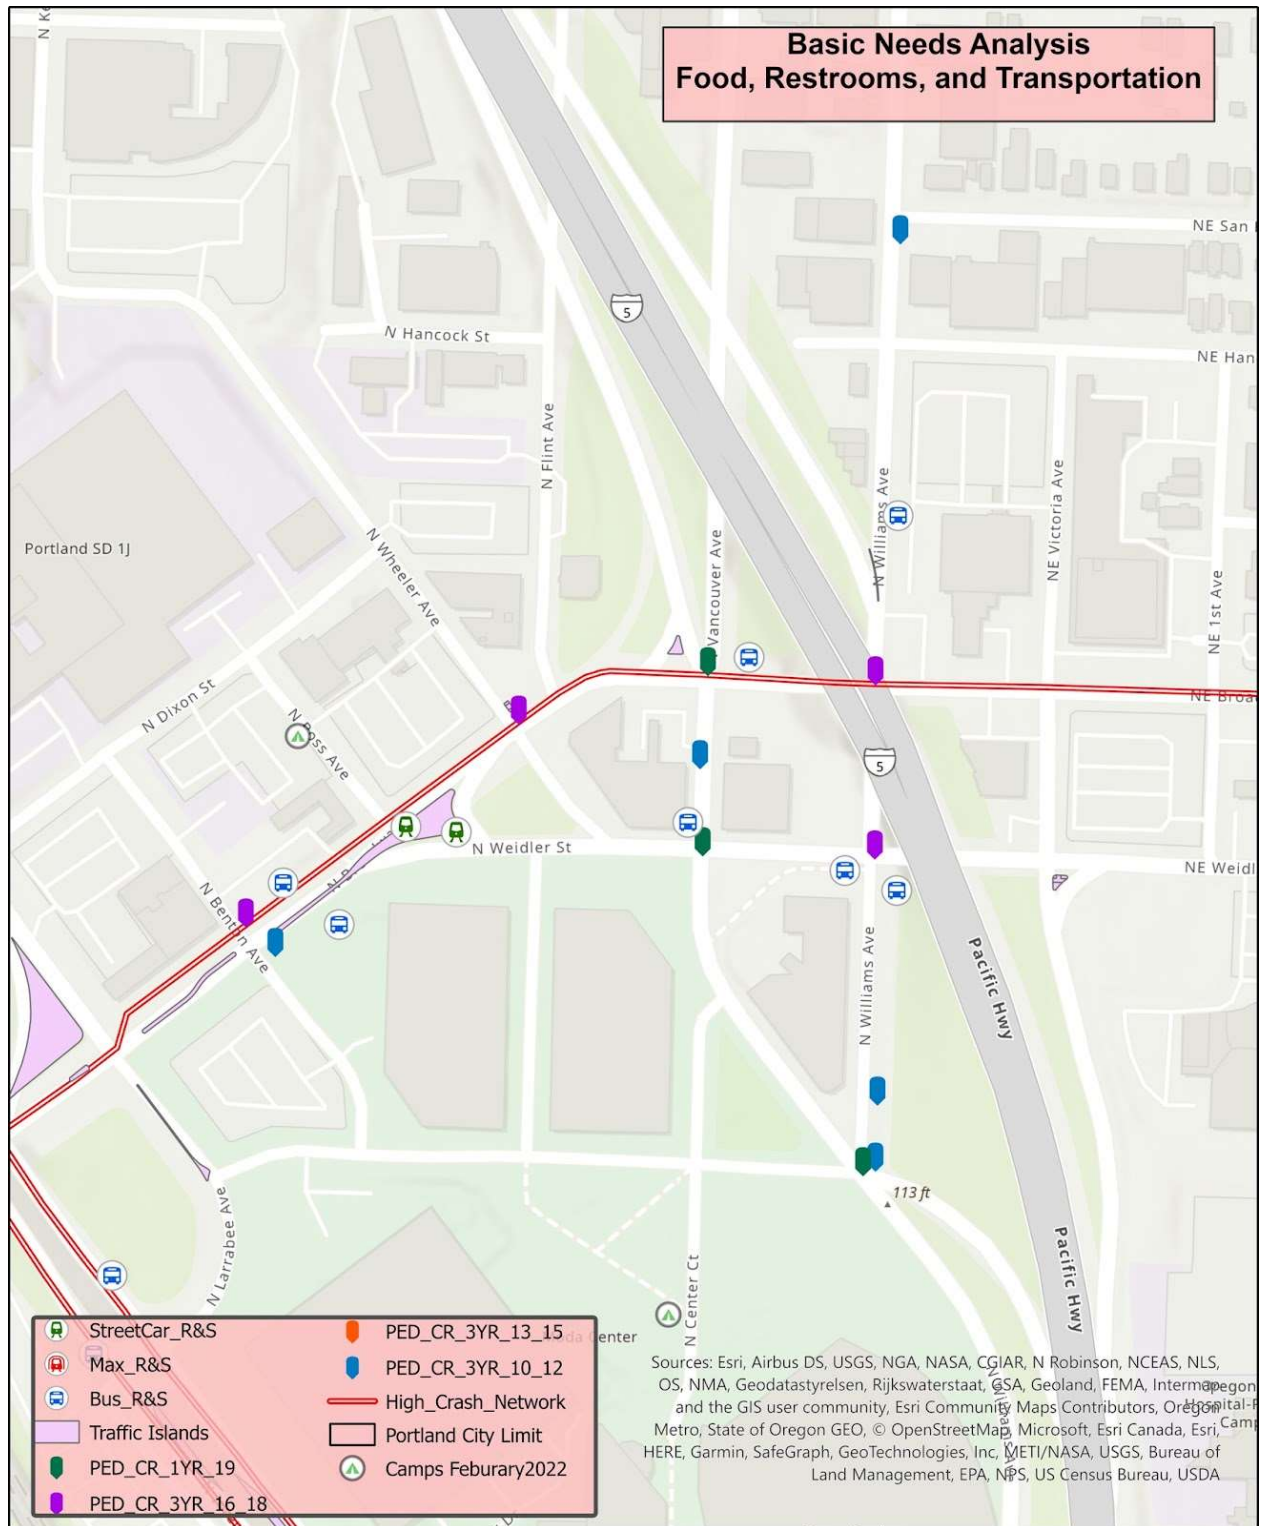 Basic Needs Analysis
Food, Restrooms, and Transportation
NE San
5
N Hancock St
NE Han
N Flint Ave
N Williams Ave
NE Victoria Ave
Portland SD 1J
N Wheeler Ave
Vancouver Ave
NE 1st Ave
N Dixon St
N Ross Ave
NE Broa
5
N Weidler St
NE Weidl
N Benton Ave
N Williams Ave
Pacific Hwy
113 ft
N Larrabee Ave
N Center Ct
Pacific Hwy
Center
StreetCar_R&S
Max_R&S
Bus_R&S
Traffic Islands
PED_CR_1YR_19
PED_CR_3YR_16_18
PED_CR_3YR_13_15
PED_CR_3YR_10_12
High_Crash_Network
Portland City Limit
Camps Feburary2022
Sources: Esri, Airbus DS, USGS, NGA, NASA, CGIAR, N Robinson, NCEAS, NLS,
OS, NMA, Geodatastyrelsen, Rijkswaterstaat, GSA, Geoland, FEMA, Intermap
and the GIS user community, Esri Community Maps Contributors, Oregon
Metro, State of Oregon GEO, © OpenStreetMap, Microsoft, Esri Canada, Esri,
HERE, Garmin, SafeGraph, GeoTechnologies, Inc, METI/NASA, USGS, Bureau of
Land Management, EPA, NPS, US Census Bureau, USDA